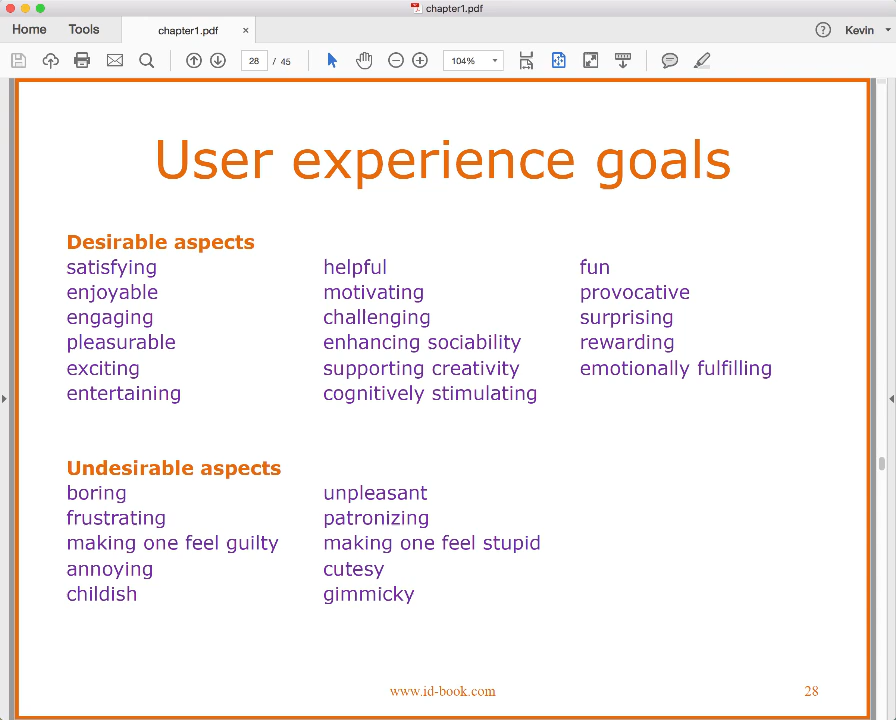 chapter1.pdf
Home Tools chapter1.pdf × ? Kevin
28 / 45 104%
User experience goals
Desirable aspects
satisfying helpful fun
enjoyable motivating provocative
engaging challenging surprising
pleasurable enhancing sociability rewarding
exciting supporting creativity emotionally fulfilling
entertaining cognitively stimulating
Undesirable aspects
boring unpleasant
frustrating patronizing
making one feel guilty making one feel stupid
annoying cutesy
childish gimmicky
www.id-book.com 28